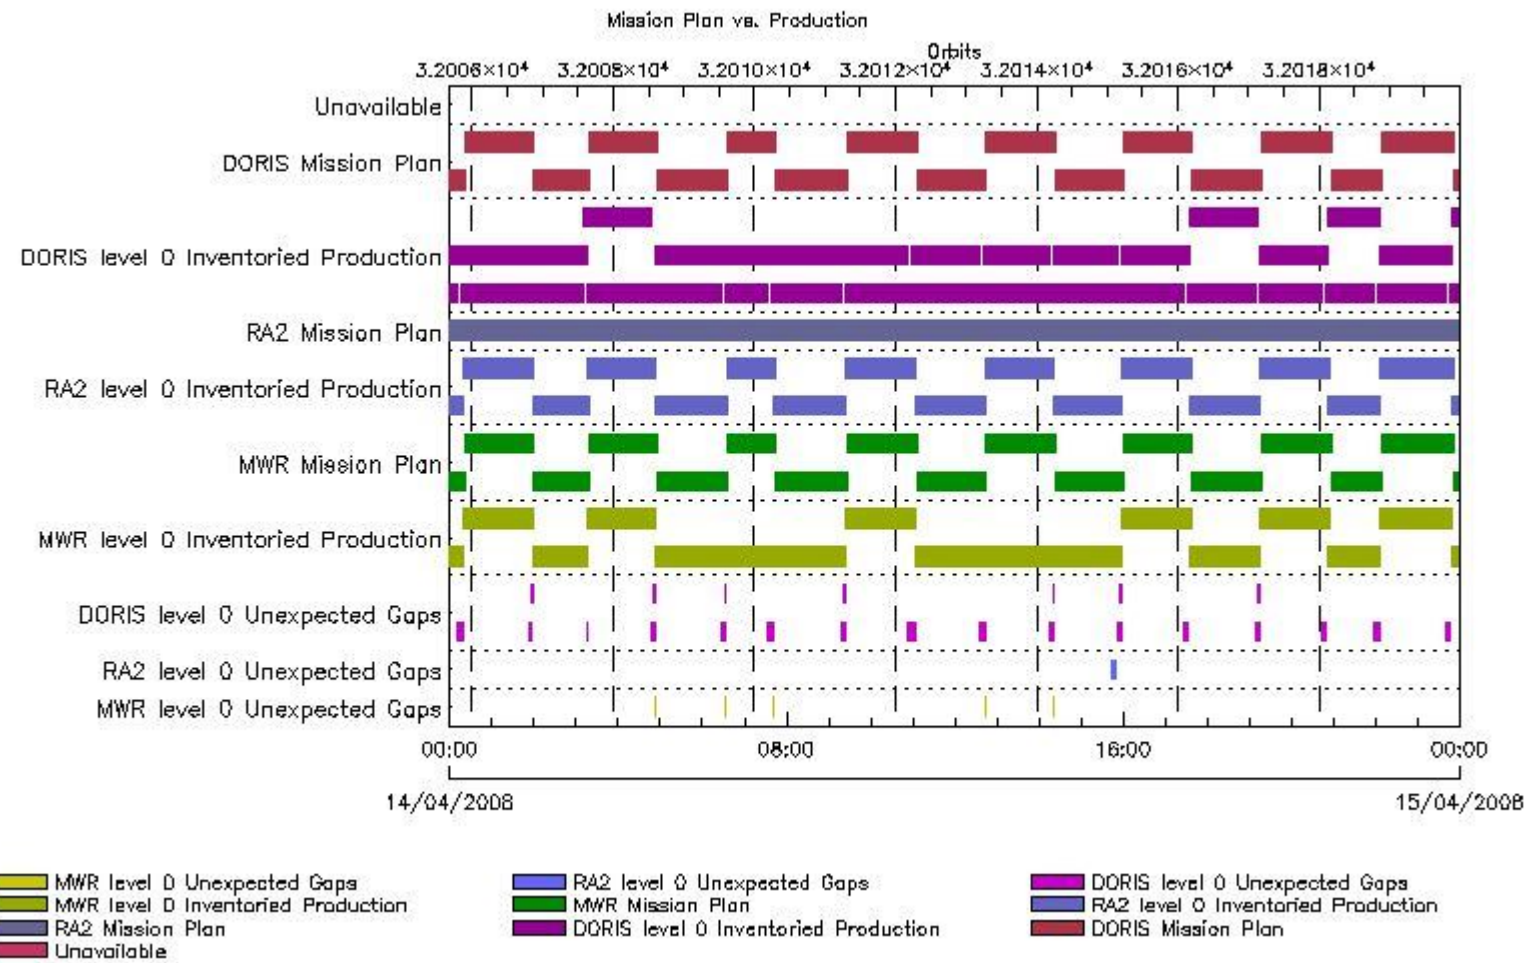 Mission Plan vs. Production
Orbits
3.2006×10⁴ 3.2008×10⁴ 3.2010×10⁴ 3.2012×10⁴ 3.2014×10⁴ 3.2016×10⁴ 3.2018×10⁴
Unavailable
DORIS Mission Plan
DORIS level 0 Inventoried Production
RA2 Mission Plan
RA2 level 0 Inventoried Production
MWR Mission Plan
MWR level 0 Inventoried Production
DORIS level 0 Unexpected Gaps
RA2 level 0 Unexpected Gaps
MWR level 0 Unexpected Gaps
00:00 08:00 16:00 00:00
14/04/2008 15/04/2008
MWR level 0 Unexpected Gaps RA2 level 0 Unexpected Gaps DORIS level 0 Unexpected Gaps
MWR level 0 Inventoried Production MWR Mission Plan RA2 level 0 Inventoried Production
RA2 Mission Plan DORIS level 0 Inventoried Production DORIS Mission Plan
Unavailable